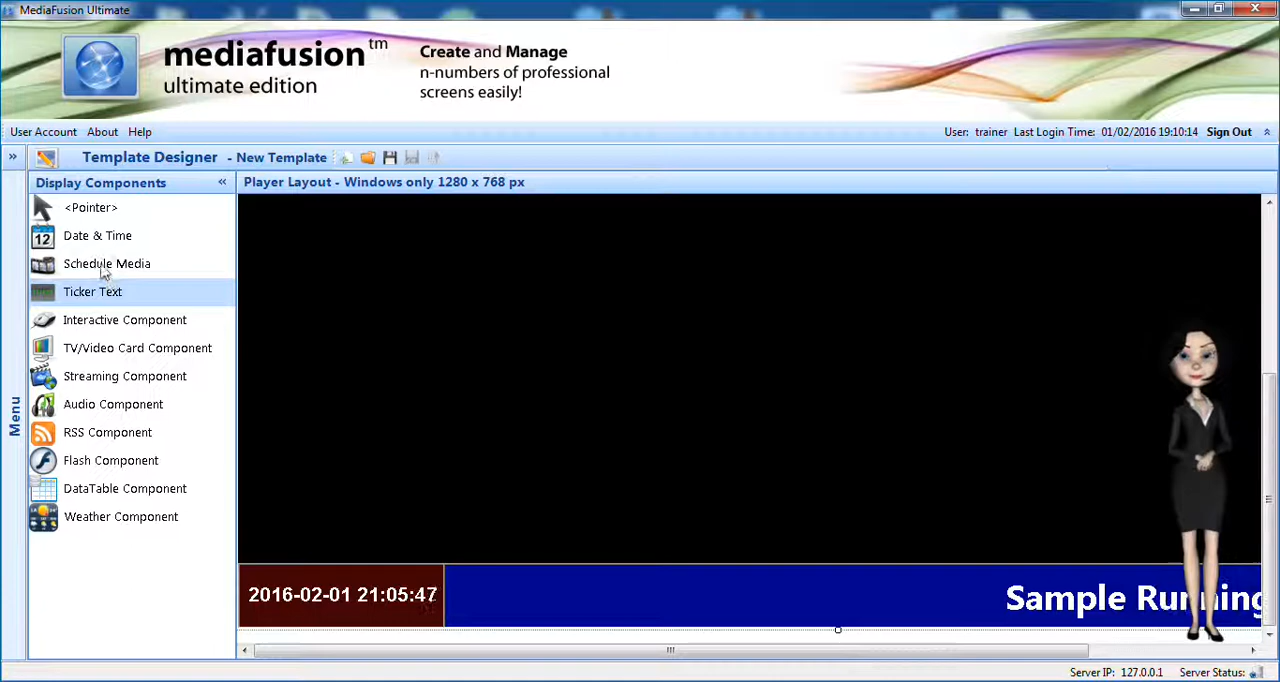 MediaFusion Ultimate
mediafusion™
ultimate edition
Create and Manage
n-numbers of professional
screens easily!
User Account About Help
User: trainer Last Login Time: 01/02/2016 19:10:14 Sign Out
Template Designer - New Template
Display Components
Player Layout - Windows only 1280 x 768 px
<Pointer>
12
Date & Time
Schedule Media
Ticker Text
Interactive Component
TV/Video Card Component
Streaming Component
Audio Component
RSS Component
Flash Component
DataTable Component
Weather Component
Menu
2016-02-01 21:05:47
Sample Running
Server IP: 127.0.0.1 Server Status: